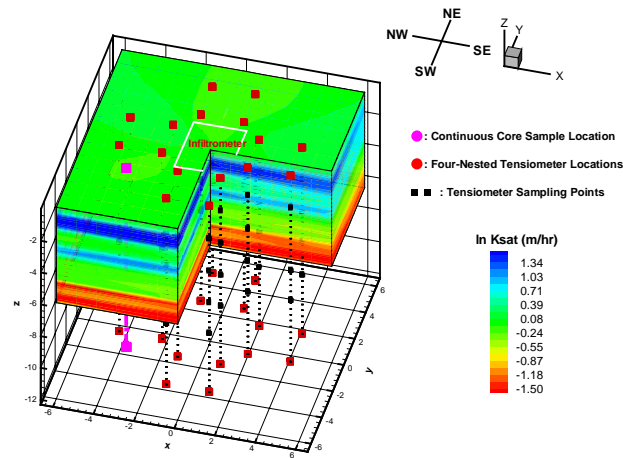 NE
NW
SE
SW
Z
Y
X
Infiltrometer
: Continuous Core Sample Location
: Four-Nested Tensiometer Locations
: Tensiometer Sampling Points
ln Ksat (m/hr)
1.34
1.03
0.71
0.39
0.08
-0.24
-0.55
-0.87
-1.18
-1.50
z
-2
-4
-6
-8
-10
-12
-6
-4
-2
0
2
4
6
x
-6
-4
-2
0
2
4
6
y